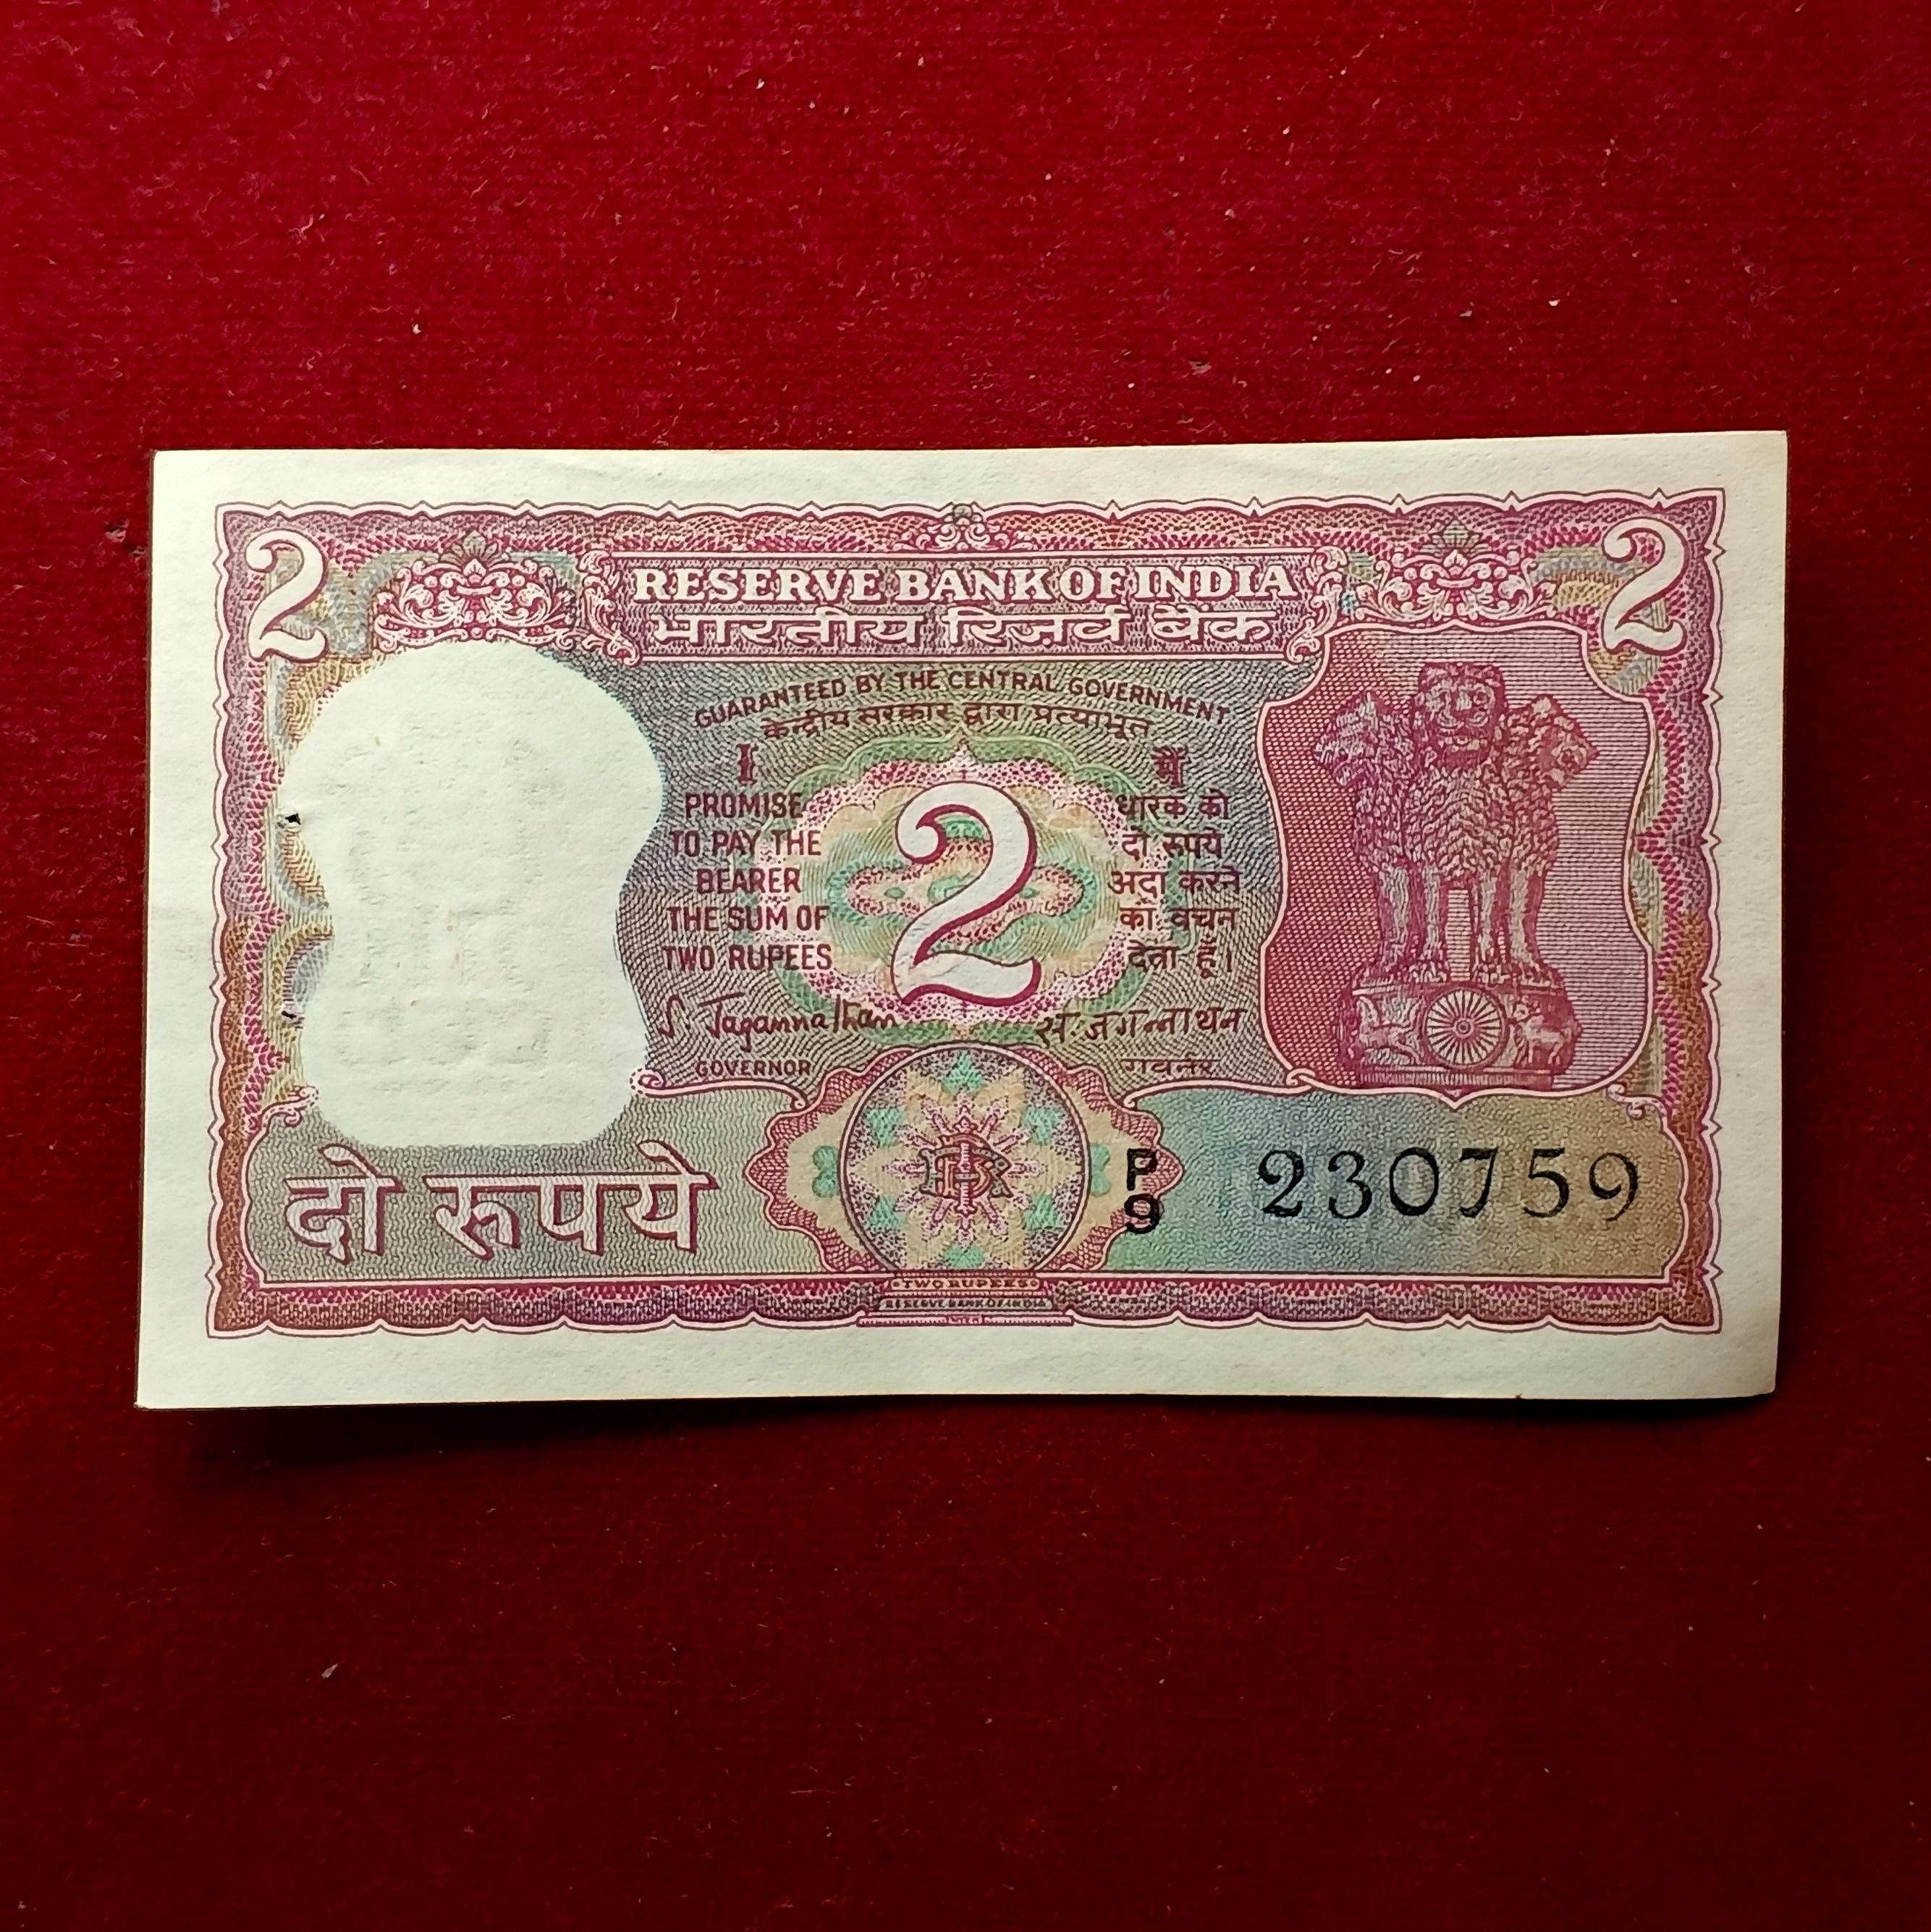 2
2
RESERVE BANK OF INDIA
भारतीय रिज़र्व बैंक
GUARANTEED BY THE CENTRAL GOVERNMENT
केन्द्रीय सरकार द्वारा प्रत्याभूत
I
PROMISE
TO PAY THE
BEARER
THE SUM OF
TWO RUPEES
S. Jagannathan
GOVERNOR
2
मैं
धारक को
दो रुपये
अदा करने
का वचन
देता हूँ।
स. जगन्नाथन
गवर्नर
दो रूपये
P
9
230759
TWO RUPEES
RESERVE BANK OF INDIA